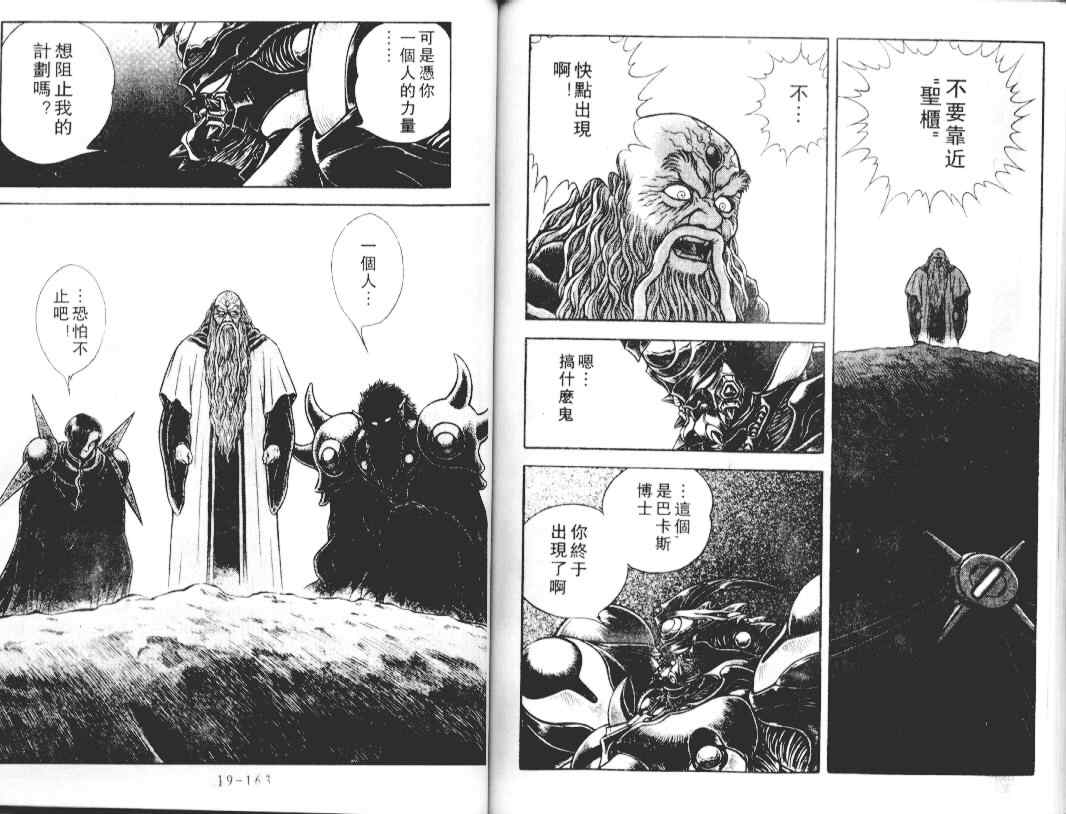 不要靠近
"聖櫃"
不…
快點出現
啊!
嗯…
搞什麽鬼
…這個,
是巴卡斯
博士
你終于
出現了啊
可是憑你
一個人的力量
……
想阻止我的
計劃嗎?
一個人…
…恐怕不
止吧!
19-163